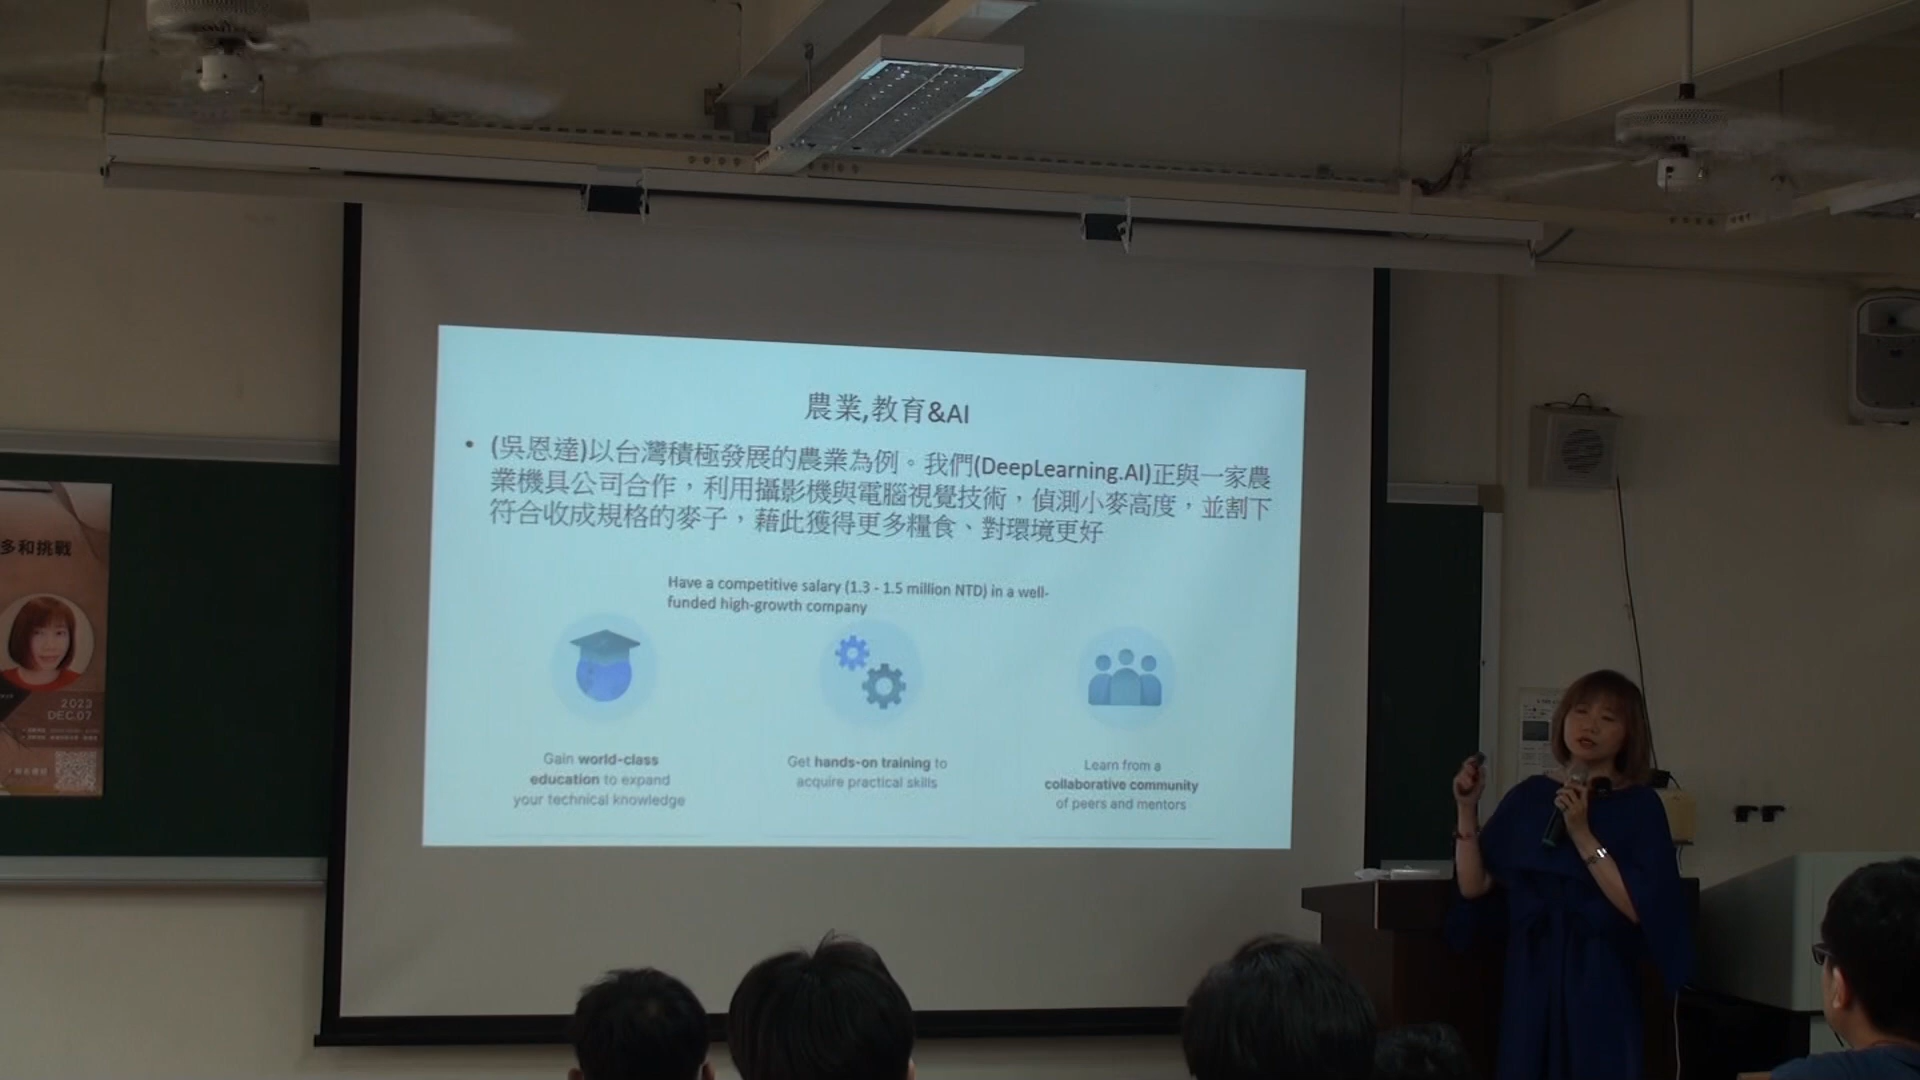 農業,教育&AI
• (吳恩達)以台灣積極發展的農業為例。我們(DeepLearning.AI)正與一家農
業機具公司合作，利用攝影機與電腦視覺技術，偵測小麥高度，並割下
符合收成規格的麥子，藉此獲得更多糧食、對環境更好
Have a competitive salary (1.3 - 1.5 million NTD) in a well-
funded high-growth company
Gain world-class
education to expand
your technical knowledge
Get hands-on training to
acquire practical skills
Learn from a
collaborative community
of peers and mentors
多和挑戰
2023
DEC.07